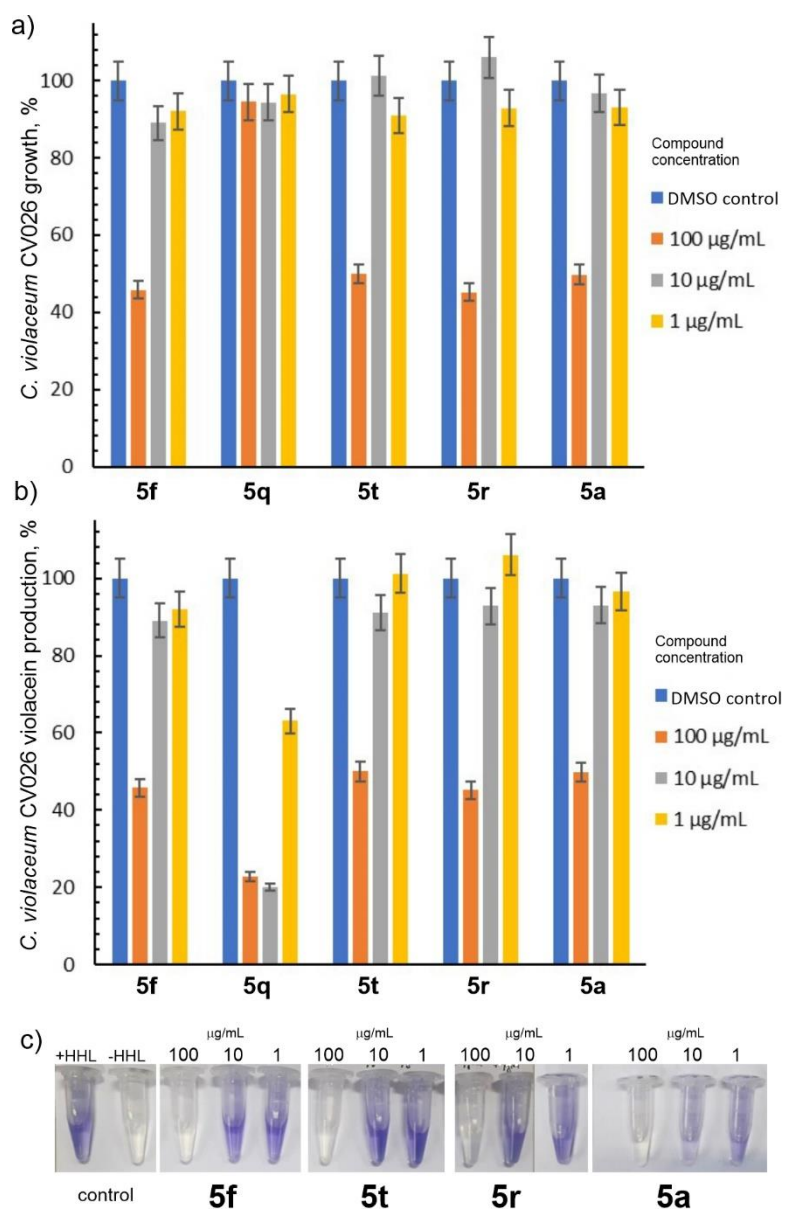 a)
C. violaceum CV026 growth, %
100
80
60
40
20
0
5f 5q 5t 5r 5a
Compound
concentration
DMSO control
100 µg/mL
10 µg/mL
1 µg/mL
b)
C. violaceum CV026 violacein production, %
100
80
60
40
20
0
5f 5q 5t 5r 5a
Compound
concentration
DMSO control
100 µg/mL
10 µg/mL
1 µg/mL
c)
µg/mL µg/mL µg/mL µg/mL
+HHL -HHL 100 10 1 100 10 1 100 10 1 100 10 1
control 5f 5t 5r 5a